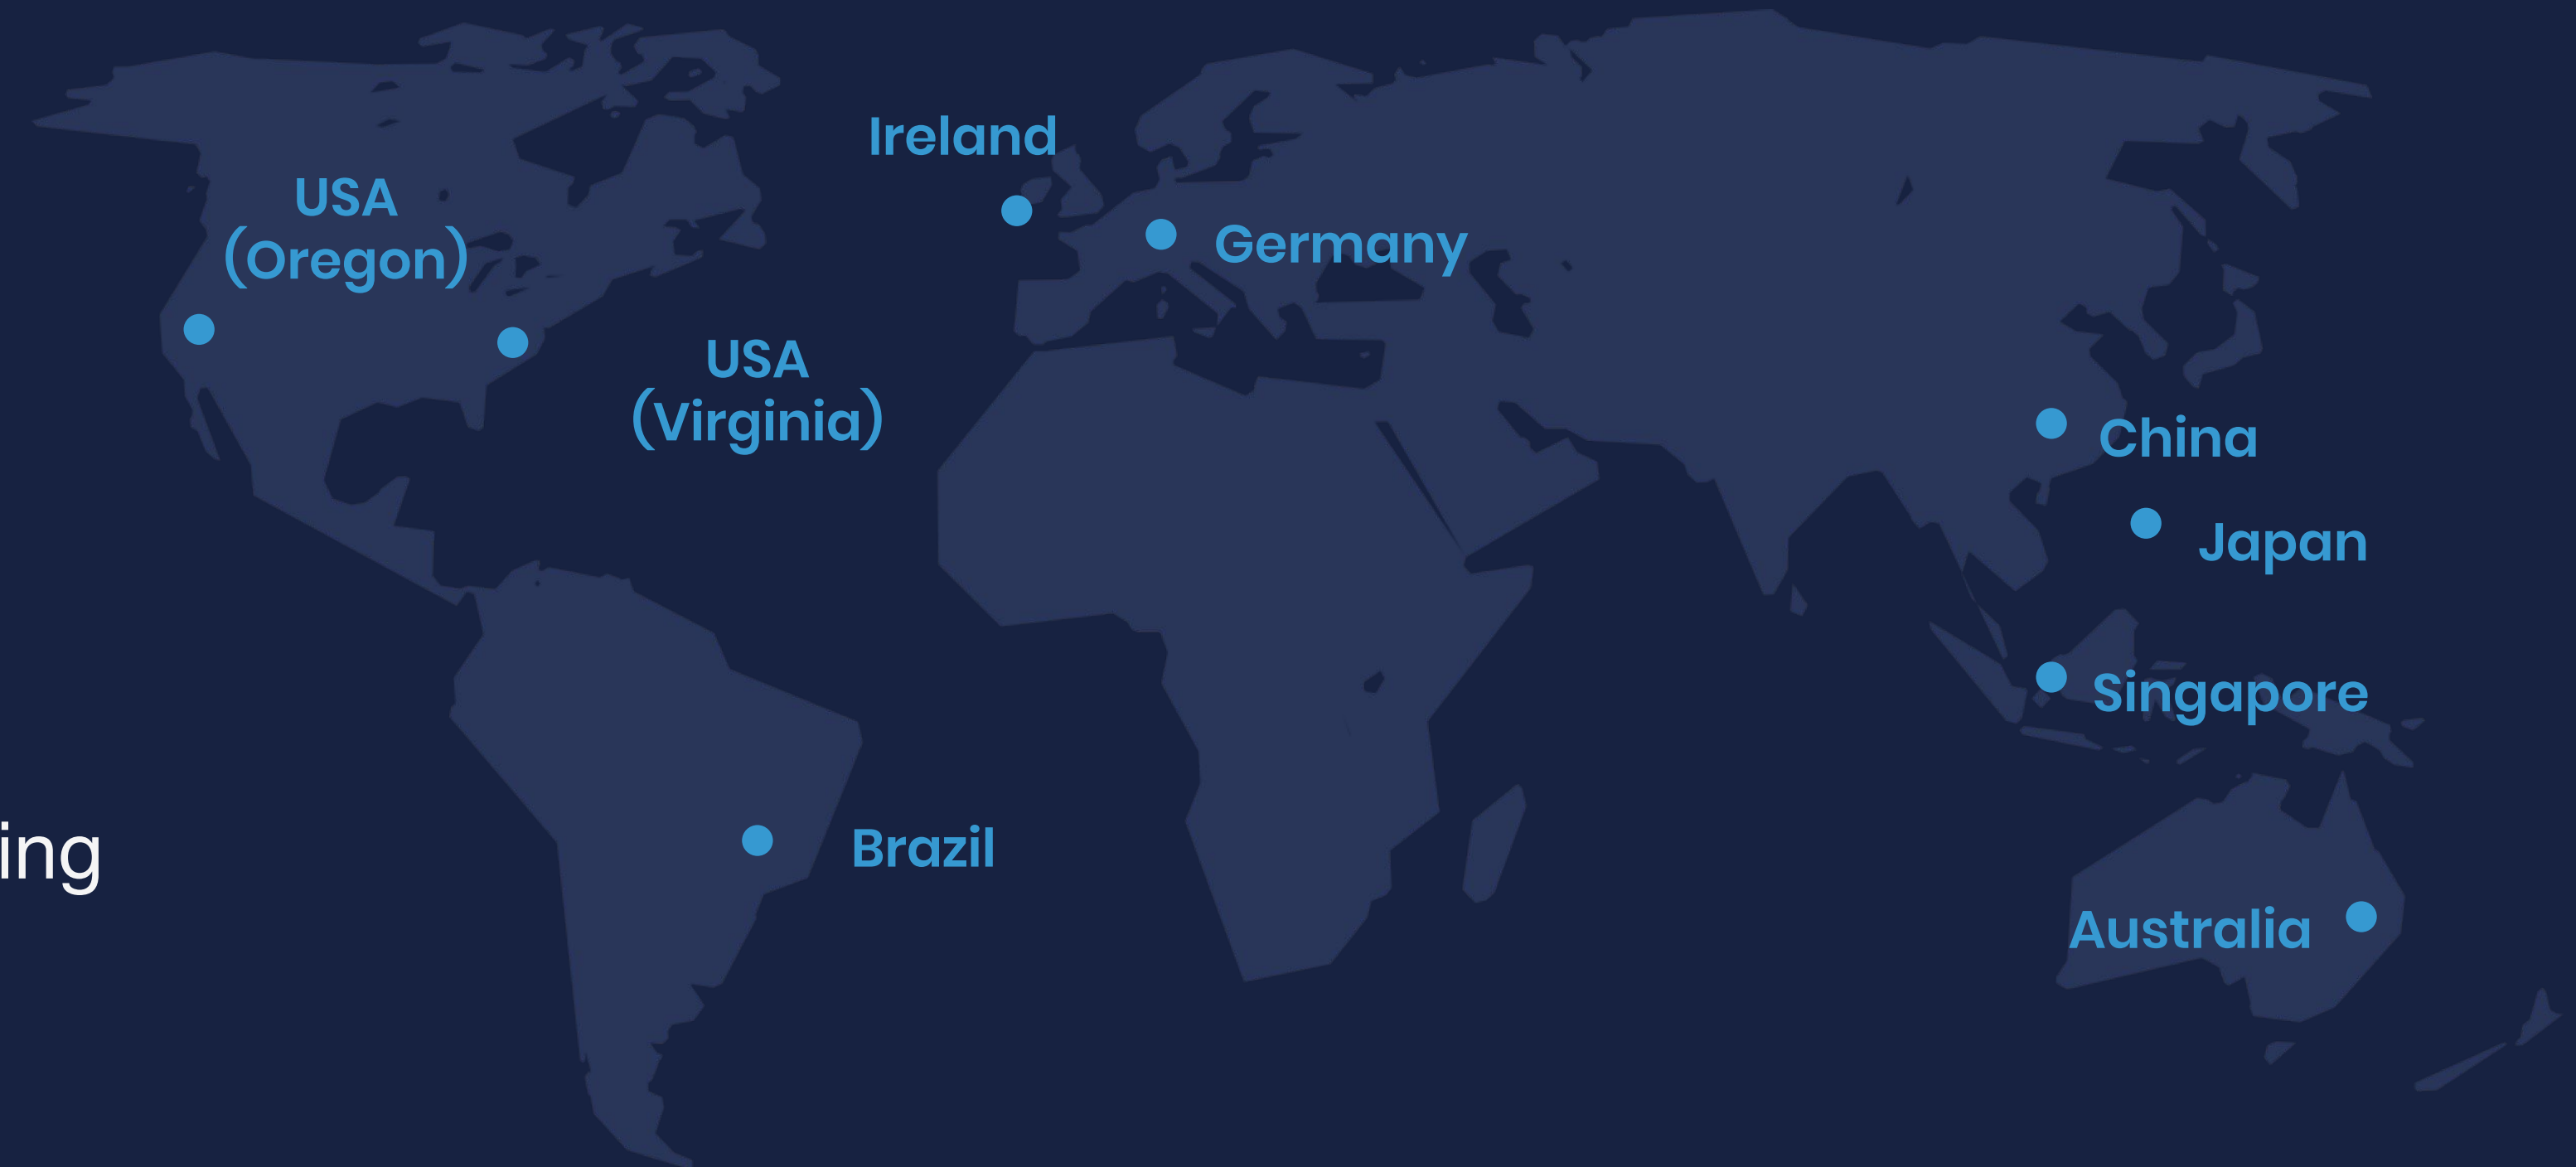 Ireland
USA
(Oregon)
Germany
USA
(Virginia)
China
Japan
Singapore
ing
Brazil
Australia